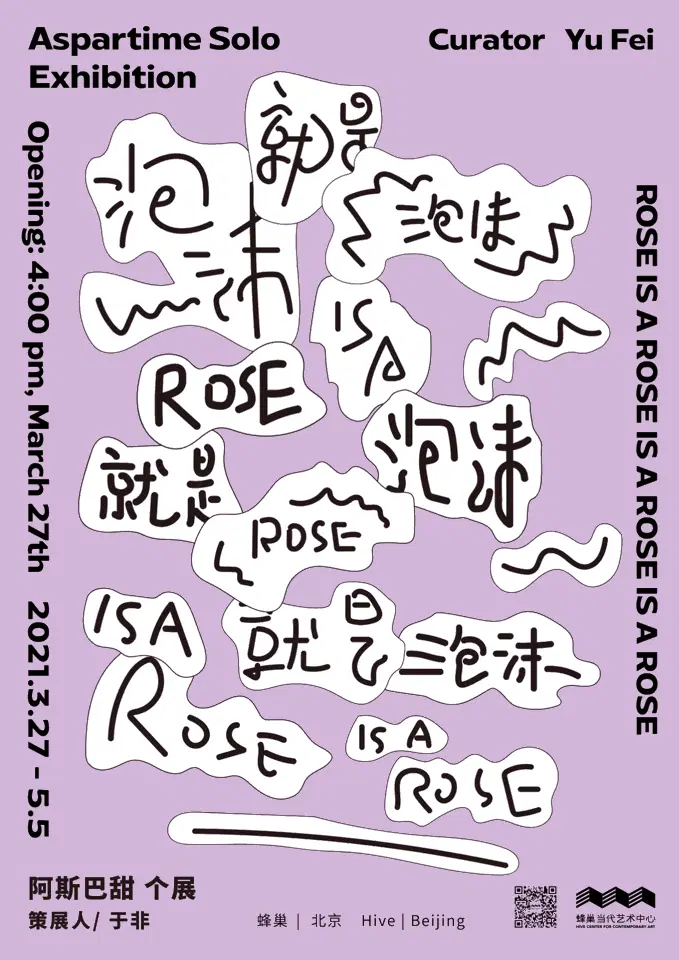 Aspartime Solo
Exhibition
Curator Yu Fei
Opening: 4:00 pm, March 27th 2021.3.27 – 5.5
ROSE IS A ROSE IS A ROSE IS A ROSE
泡沫
就是
泡沫
IS A
ROSE
泡沫
就是
ROSE
IS A
就是
泡沫
ROSE
IS A
ROSE
阿斯巴甜 个展
策展人/ 于非
蜂巢 | 北京 Hive | Beijing
蜂巢当代艺术中心
HIVE CENTER FOR CONTEMPORARY ART